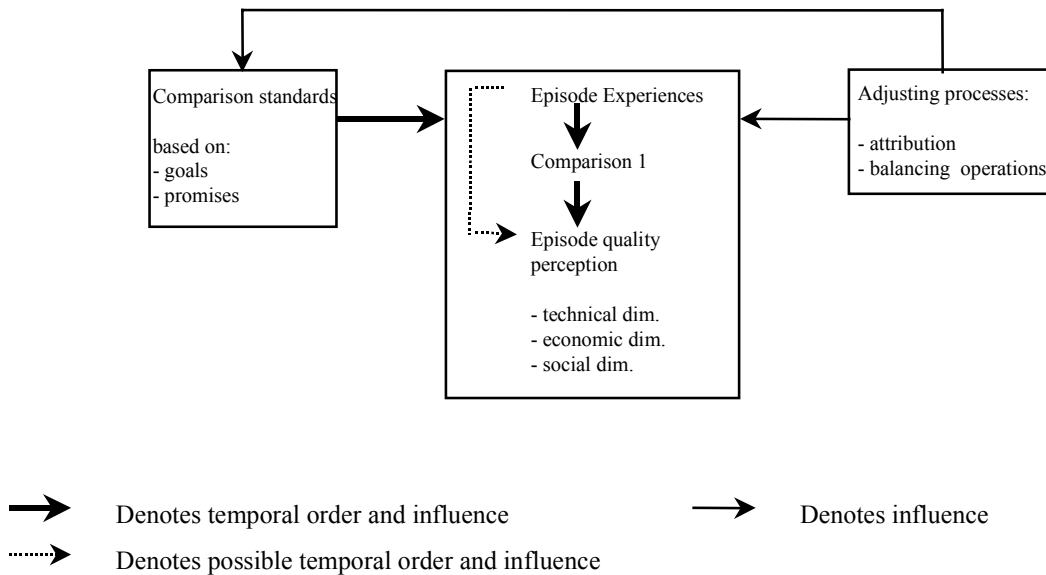 Comparison standards
based on:
- goals
- promises
Episode Experiences
Comparison 1
Episode quality
perception
- technical dim.
- economic dim.
- social dim.
Adjusting processes:
- attribution
- balancing operations
Denotes temporal order and influence
Denotes influence
Denotes possible temporal order and influence